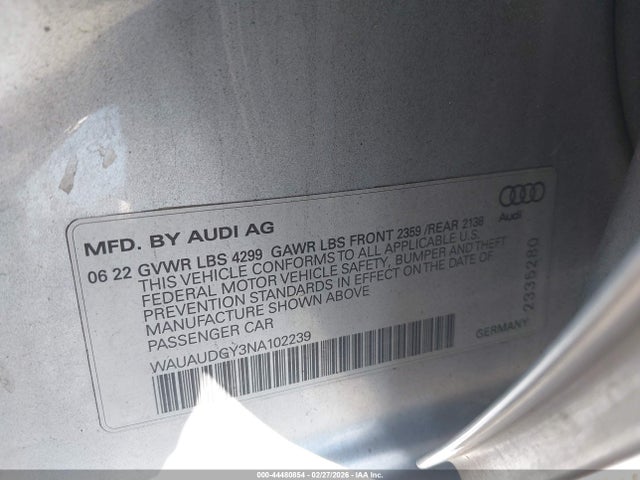 MFD. BY AUDI AG
Audi
06 22 GVWR LBS 4299 GAWR LBS FRONT 2359 /REAR 2138
THIS VEHICLE CONFORMS TO ALL APPLICABLE U.S.
FEDERAL MOTOR VEHICLE SAFETY, BUMPER AND THEFT
PREVENTION STANDARDS IN EFFECT ON THE DATE OF
MANUFACTURE SHOWN ABOVE
PASSENGER CAR
WAUAUDGY3NA102239
GERMANY
2335280
000-44480854 - 02/27/2026 - IAA Inc.